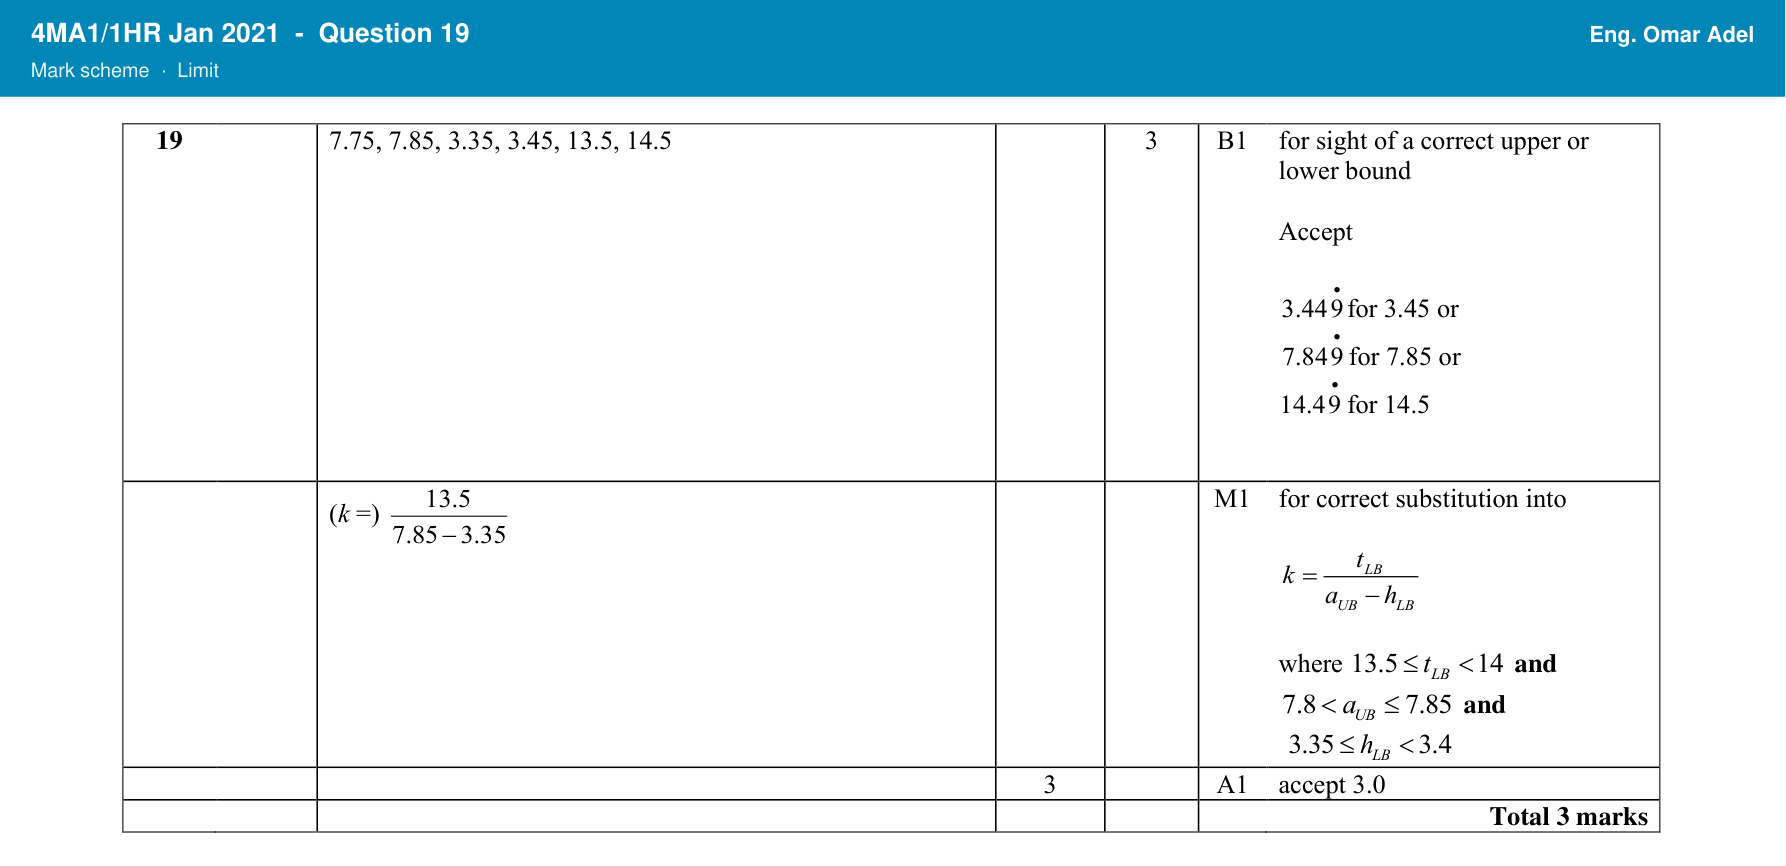 4MA1/1HR Jan 2021 - Question 19
Eng. Omar Adel
Mark scheme · Limit
19 7.75, 7.85, 3.35, 3.45, 13.5, 14.5 3 B1 for sight of a correct upper or
lower bound
Accept
3.449̇ for 3.45 or
7.849̇ for 7.85 or
14.49̇ for 14.5
(k =) 13.5 / (7.85 − 3.35) M1 for correct substitution into
k = t_LB / (a_UB − h_LB)
where 13.5 ≤ t_LB < 14 and
7.8 < a_UB ≤ 7.85 and
3.35 ≤ h_LB < 3.4
3 A1 accept 3.0
Total 3 marks